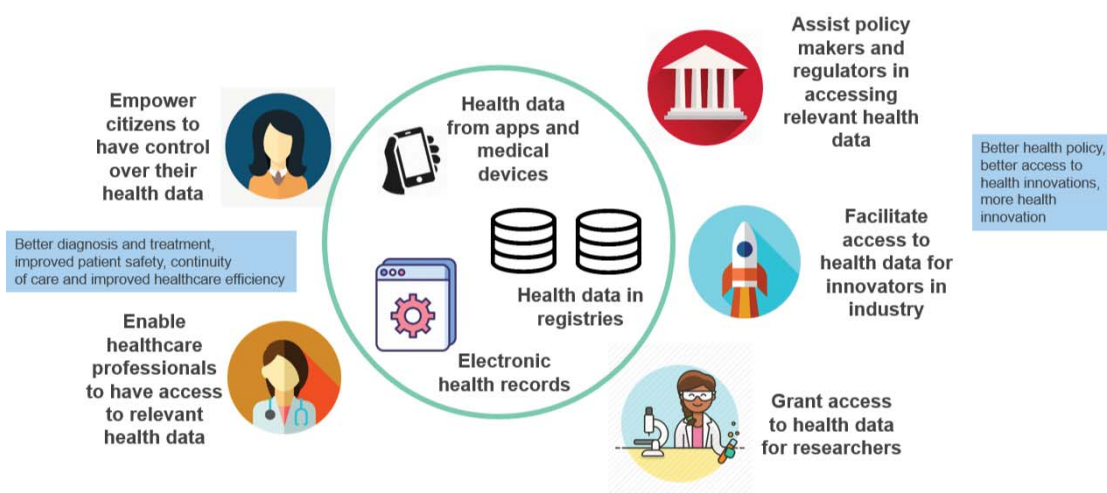 Empower
citizens to
have control
over their
health data
Better diagnosis and treatment,
improved patient safety, continuity
of care and improved healthcare efficiency
Enable
healthcare
professionals
to have access
to relevant
health data
Health data
from apps and
medical
devices
Health data in
registries
Electronic
health records
Assist policy
makers and
regulators in
accessing
relevant health
data
Facilitate
access to
health data for
innovators in
industry
Grant access
to health data
for researchers
Better health policy,
better access to
health innovations,
more health
innovation